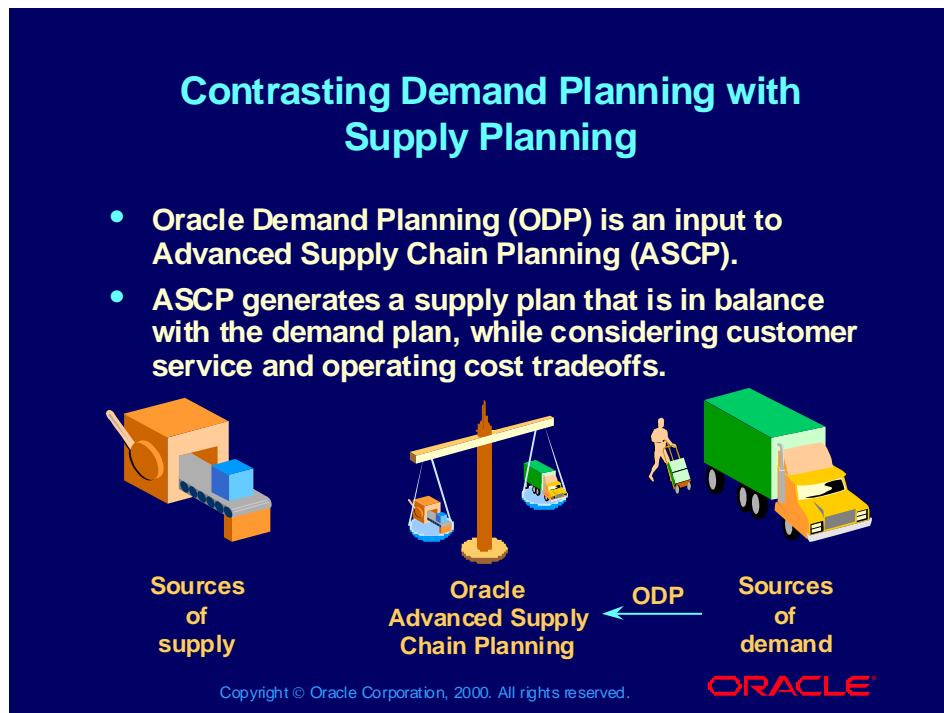 Contrasting Demand Planning with
Supply Planning
• Oracle Demand Planning (ODP) is an input to
Advanced Supply Chain Planning (ASCP).
• ASCP generates a supply plan that is in balance
with the demand plan, while considering customer
service and operating cost tradeoffs.
Sources
of
supply
Oracle
Advanced Supply
Chain Planning
ODP
Sources
of
demand
Copyright © Oracle Corporation, 2000. All rights reserved.
ORACLE®